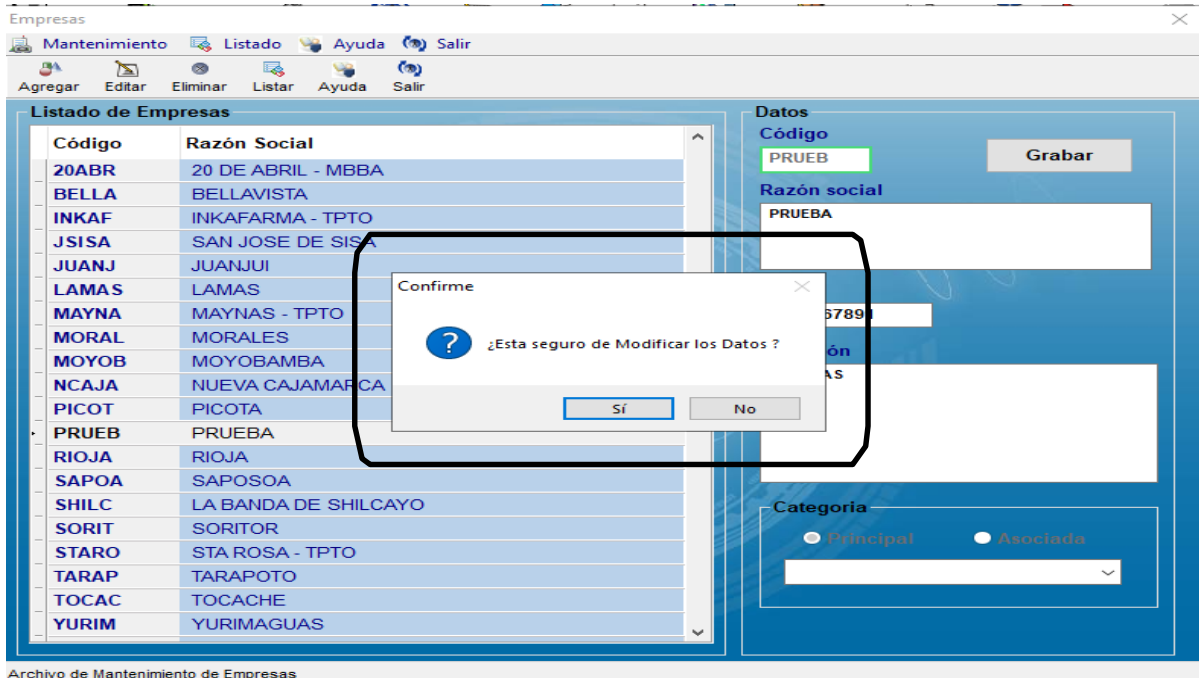 Empresas
Mantenimiento Listado Ayuda Salir
Agregar Editar Eliminar Listar Ayuda Salir
Listado de Empresas
Código Razón Social
20ABR 20 DE ABRIL - MBBA
BELLA BELLAVISTA
INKAF INKAFARMA - TPTO
JSISA SAN JOSE DE SISA
JUANJ JUANJUI
LAMAS LAMAS
MAYNA MAYNAS - TPTO
MORAL MORALES
MOYOB MOYOBAMBA
NCAJA NUEVA CAJAMARCA
PICOT PICOTA
PRUEB PRUEBA
RIOJA RIOJA
SAPOA SAPOSOA
SHILC LA BANDA DE SHILCAYO
SORIT SORITOR
STARO STA ROSA - TPTO
TARAP TARAPOTO
TOCAC TOCACHE
YURIM YURIMAGUAS
Datos
Código
PRUEB Grabar
Razón social
PRUEBA
Confirme
¿Esta seguro de Modificar los Datos ?
Sí No
Categoria
Principal Asociada
Archivo de Mantenimiento de Empresas